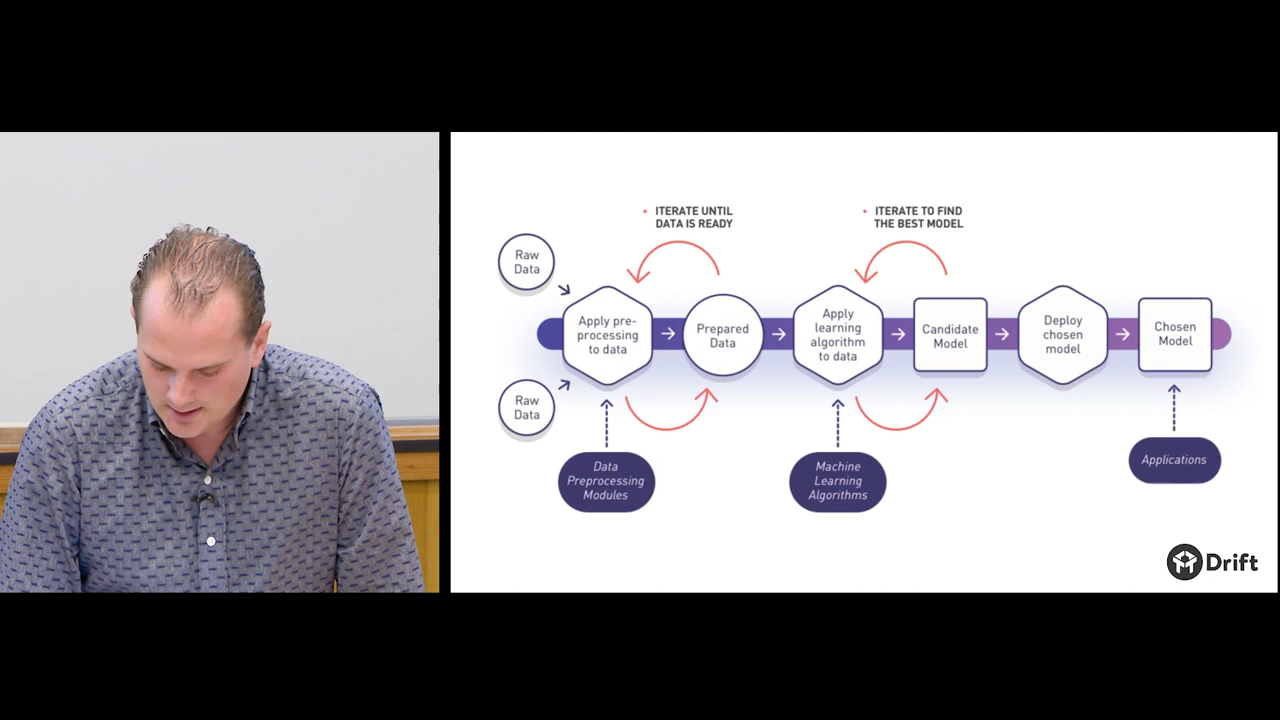 • ITERATE UNTIL
DATA IS READY
• ITERATE TO FIND
THE BEST MODEL
Raw
Data
Apply pre-
processing
to data
Prepared
Data
Apply
learning
algorithm
to data
Candidate
Model
Deploy
chosen
model
Chosen
Model
Raw
Data
Data
Preprocessing
Modules
Machine
Learning
Algorithms
Applications
Drift